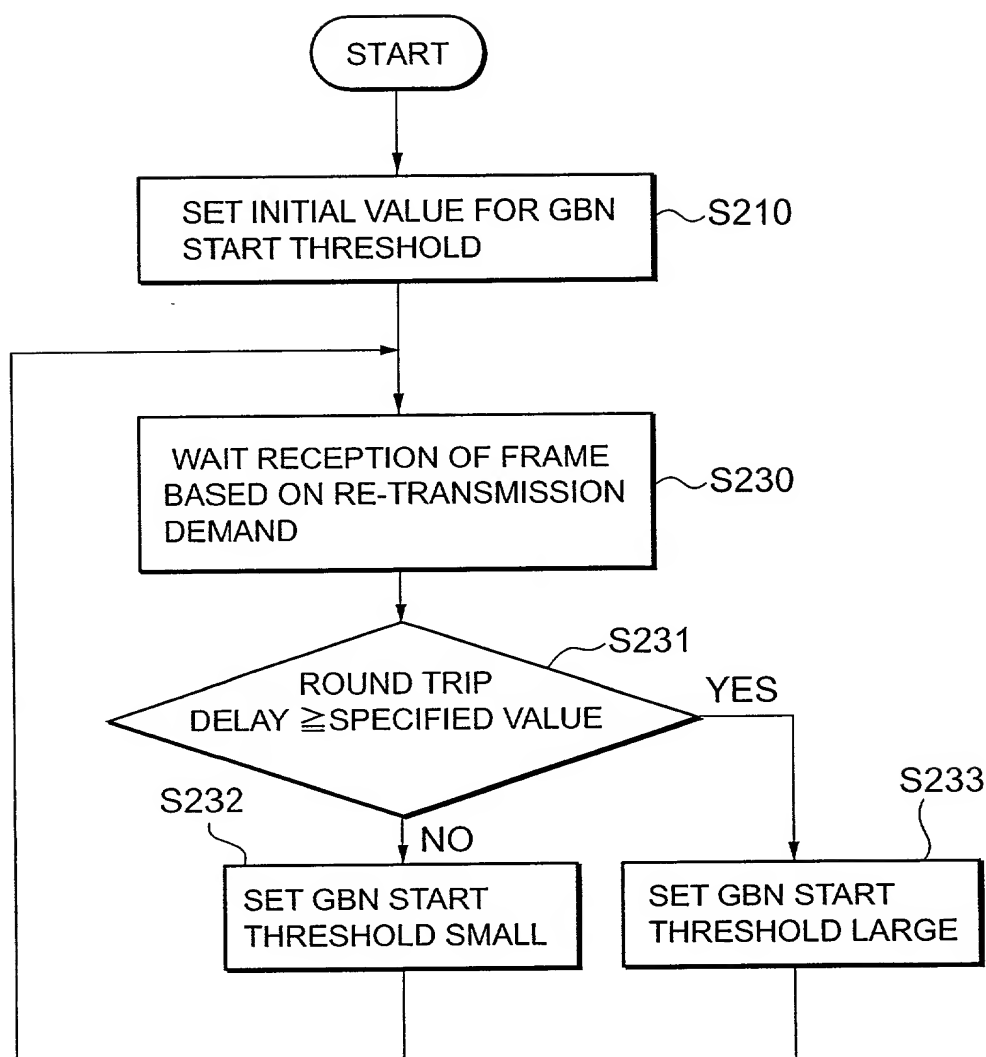 START
SET INITIAL VALUE FOR GBN
START THRESHOLD
S210
WAIT RECEPTION OF FRAME
BASED ON RE-TRANSMISSION
DEMAND
S230
S231
ROUND TRIP
DELAY ≧SPECIFIED VALUE
YES
S232
NO
S233
SET GBN START
THRESHOLD SMALL
SET GBN START
THRESHOLD LARGE